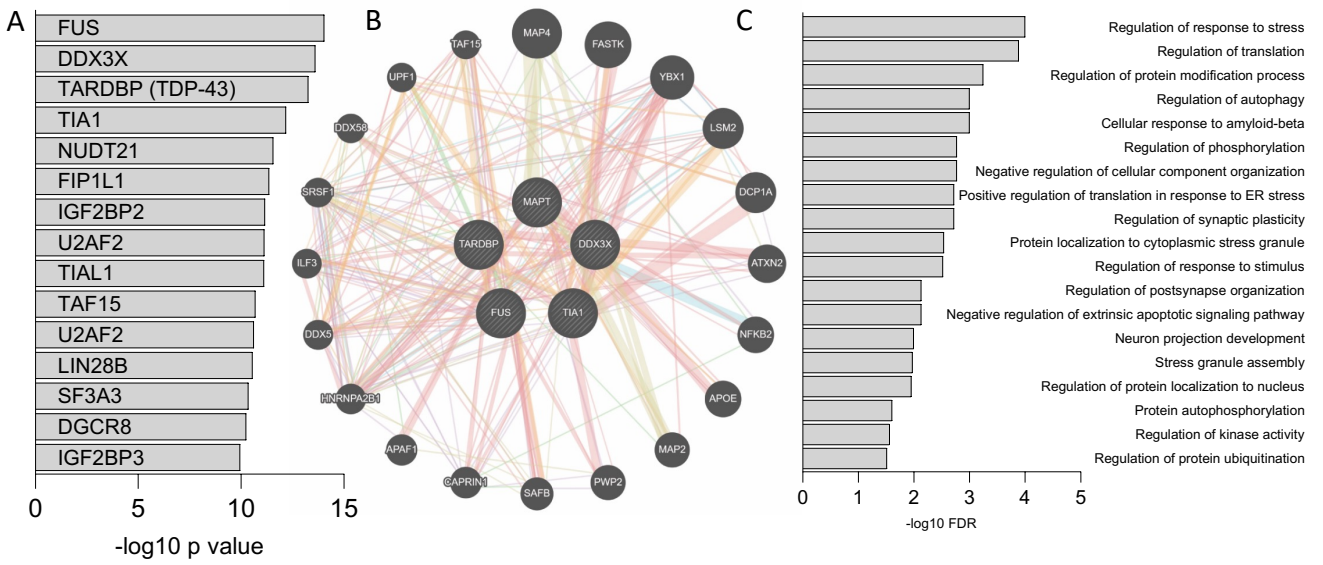 A
FUS
DDX3X
TARDBP (TDP-43)
TIA1
NUDT21
FIP1L1
IGF2BP2
U2AF2
TIAL1
TAF15
U2AF2
LIN28B
SF3A3
DGCR8
IGF2BP3
0 5 10 15
-log10 p value
B
MAP4
TAF15
FASTK
UPF1
YBX1
DDX58
LSM2
SRSF1
DCP1A
MAPT
TARDBP
DDX3X
ILF3
ATXN2
FUS
TIA1
DDX5
NFKB2
HNRNPA2B1
APOE
APAF1
MAP2
CAPRIN1
SAFB
PWP2
C
Regulation of response to stress
Regulation of translation
Regulation of protein modification process
Regulation of autophagy
Cellular response to amyloid-beta
Regulation of phosphorylation
Negative regulation of cellular component organization
Positive regulation of translation in response to ER stress
Regulation of synaptic plasticity
Protein localization to cytoplasmic stress granule
Regulation of response to stimulus
Regulation of postsynapse organization
Negative regulation of extrinsic apoptotic signaling pathway
Neuron projection development
Stress granule assembly
Regulation of protein localization to nucleus
Protein autophosphorylation
Regulation of kinase activity
Regulation of protein ubiquitination
0 1 2 3 4 5
-log10 FDR